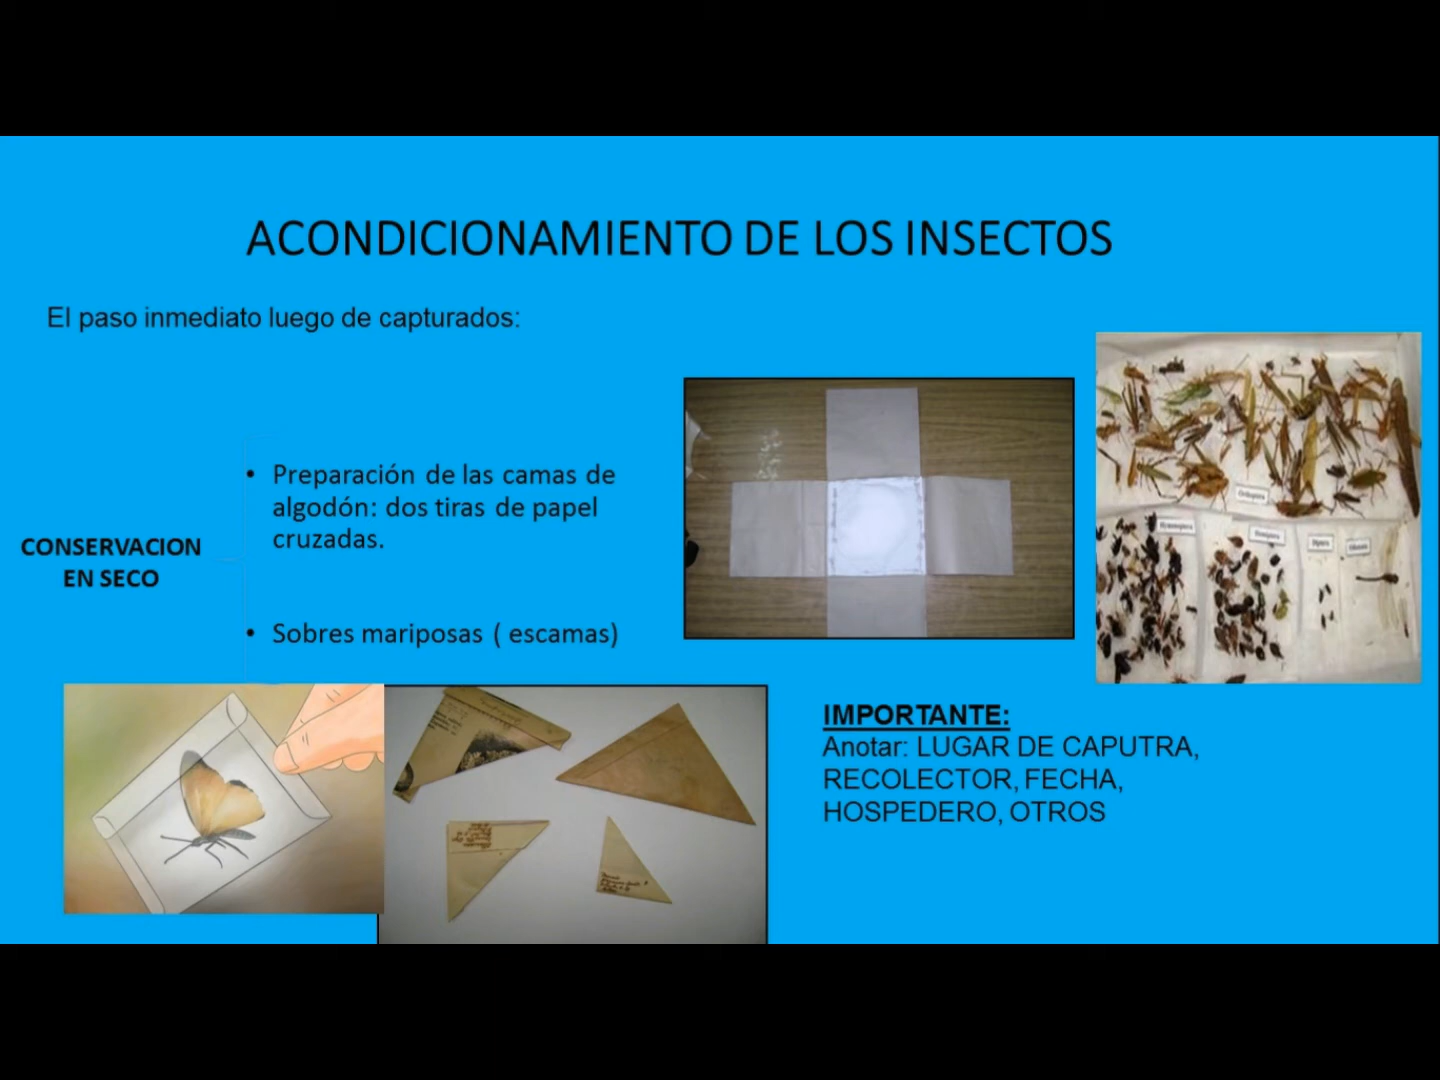 ACONDICIONAMIENTO DE LOS INSECTOS
El paso inmediato luego de capturados:
CONSERVACION
EN SECO
• Preparación de las camas de
algodón: dos tiras de papel
cruzadas.
• Sobres mariposas ( escamas)
IMPORTANTE:
Anotar: LUGAR DE CAPUTRA,
RECOLECTOR, FECHA,
HOSPEDERO, OTROS